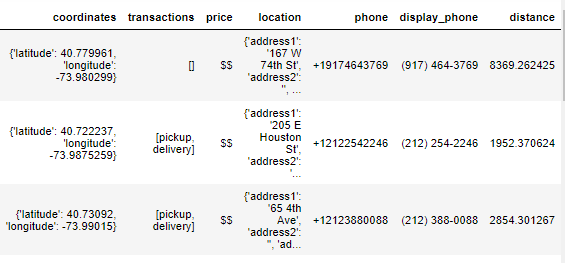 coordinates transactions price location phone display_phone distance
{'address1':
{'latitude': 40.779961, '167 W
'longitude': [] $$ 74th St', +19174643769 (917) 464-3769 8369.262425
-73.980299} 'address2':
'', ...
{'address1':
'205 E
{'latitude': 40.722237, [pickup, Houston
'longitude': delivery] $$ St', +12122542246 (212) 254-2246 1952.370624
-73.9875259} 'address2':
'...
{'address1':
'65 4th
{'latitude': 40.73092, [pickup, $$ Ave', +12123880088 (212) 388-0088 2854.301267
'longitude': -73.99015} delivery] 'address2':
'', 'ad...